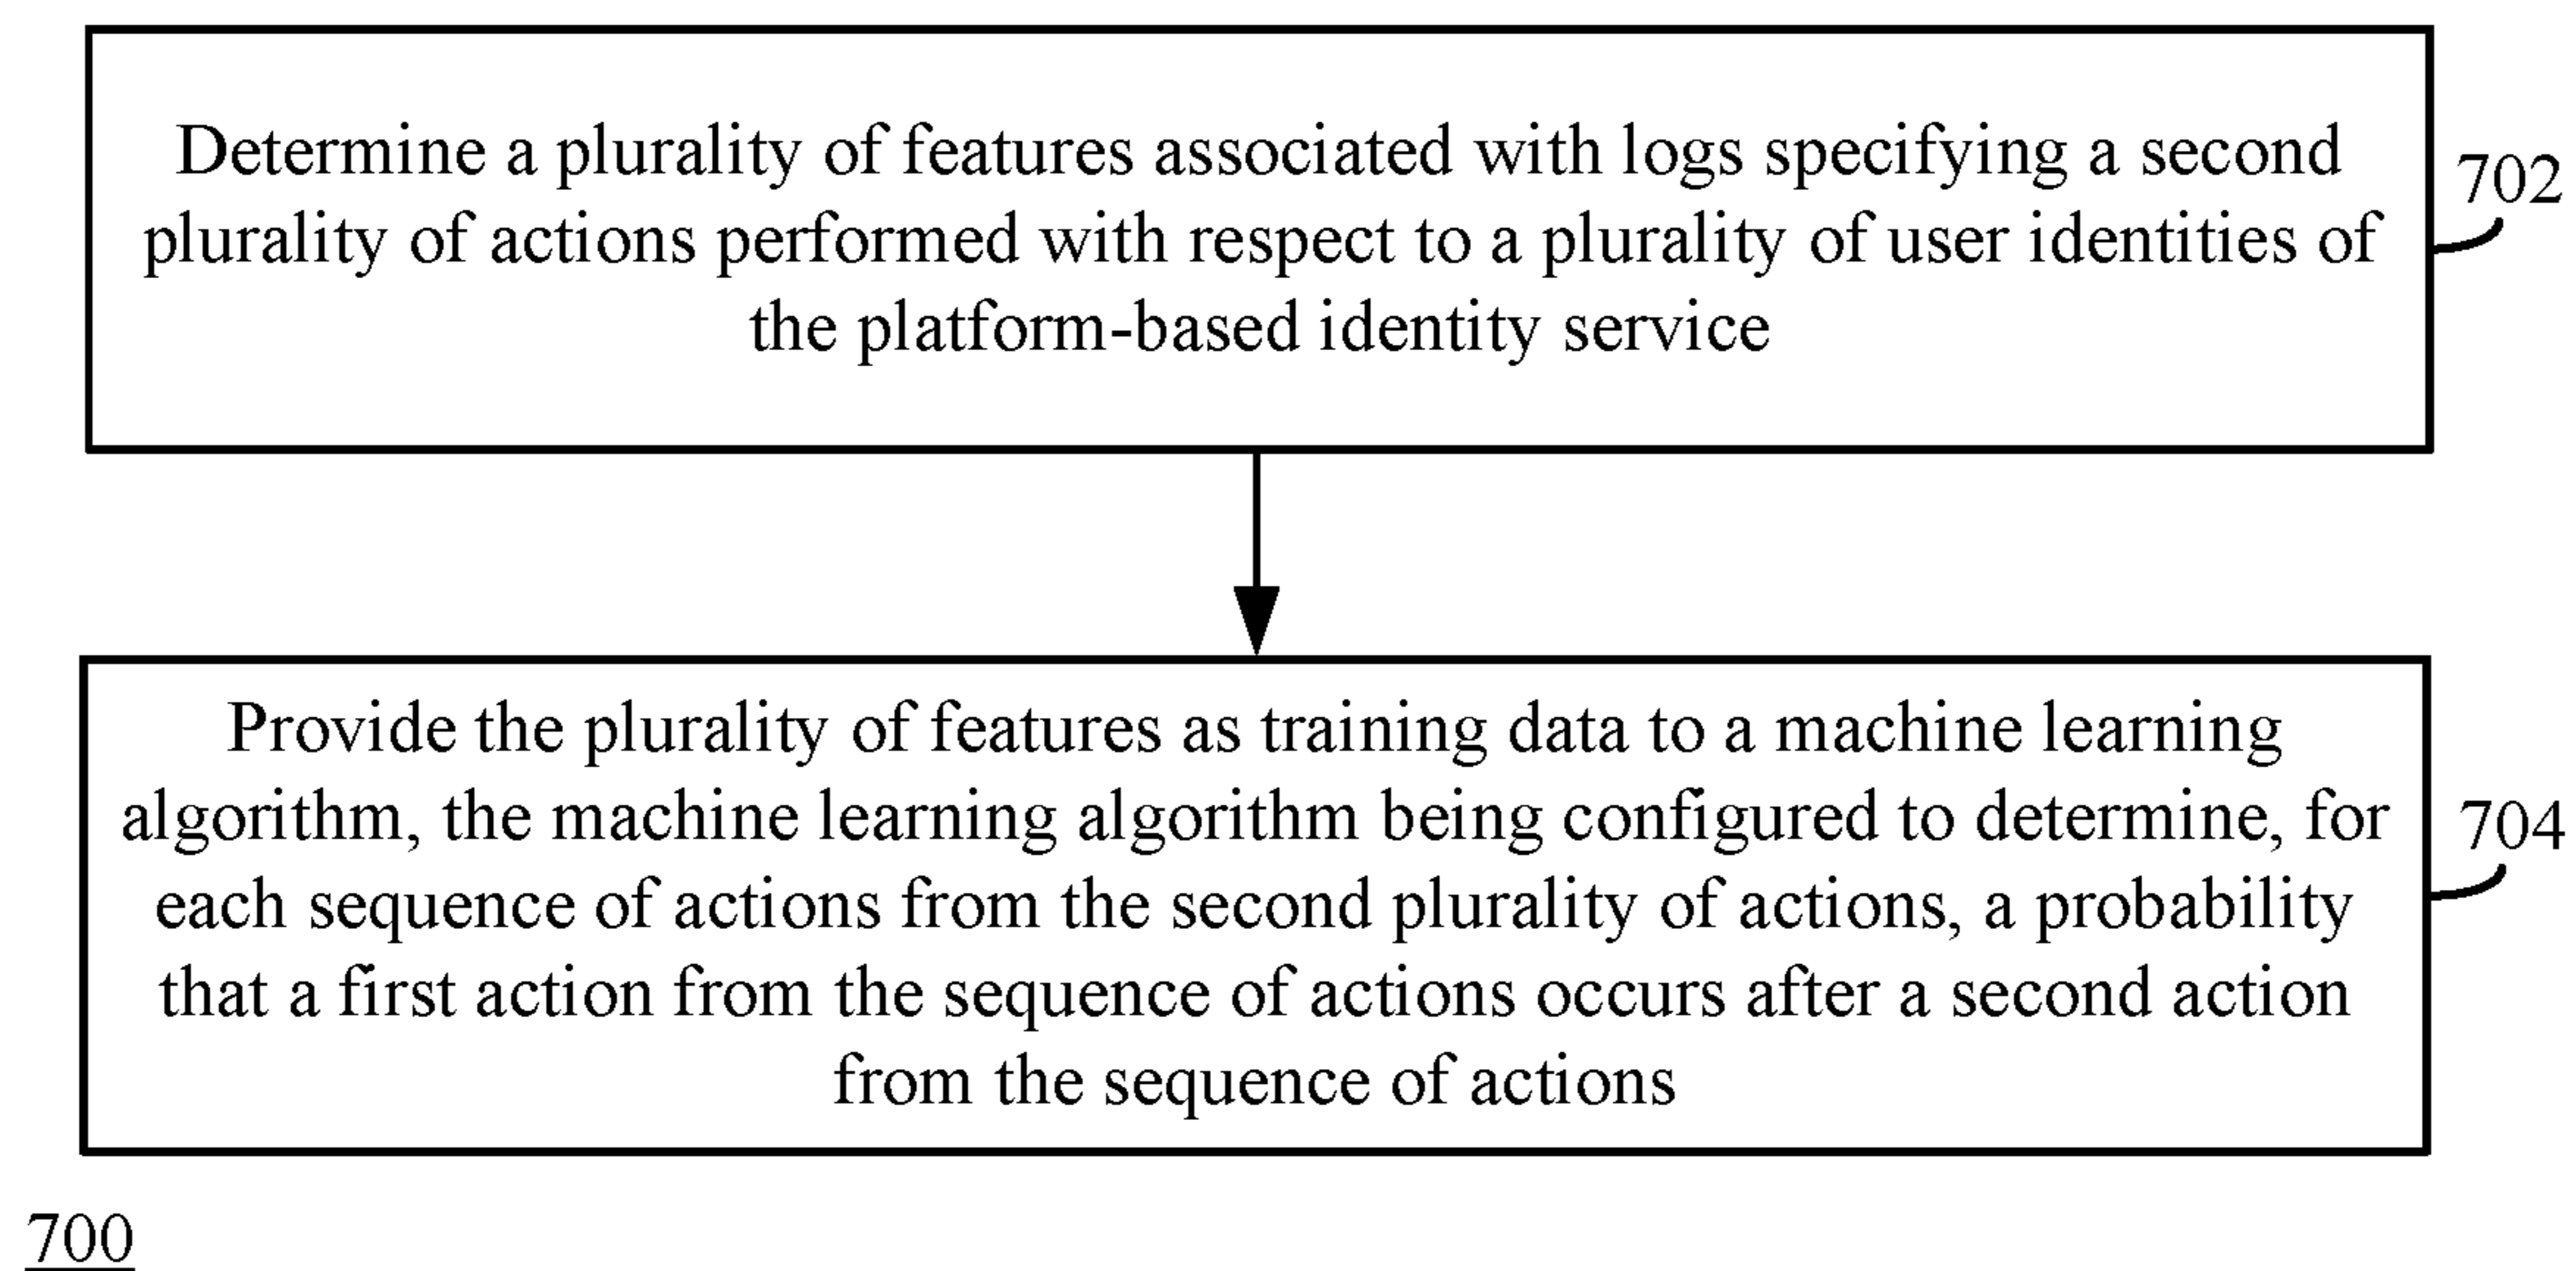 Determine a plurality of features associated with logs specifying a second
plurality of actions performed with respect to a plurality of user identities of
the platform-based identity service
702
Provide the plurality of features as training data to a machine learning
algorithm, the machine learning algorithm being configured to determine, for
each sequence of actions from the second plurality of actions, a probability
that a first action from the sequence of actions occurs after a second action
from the sequence of actions
704
700